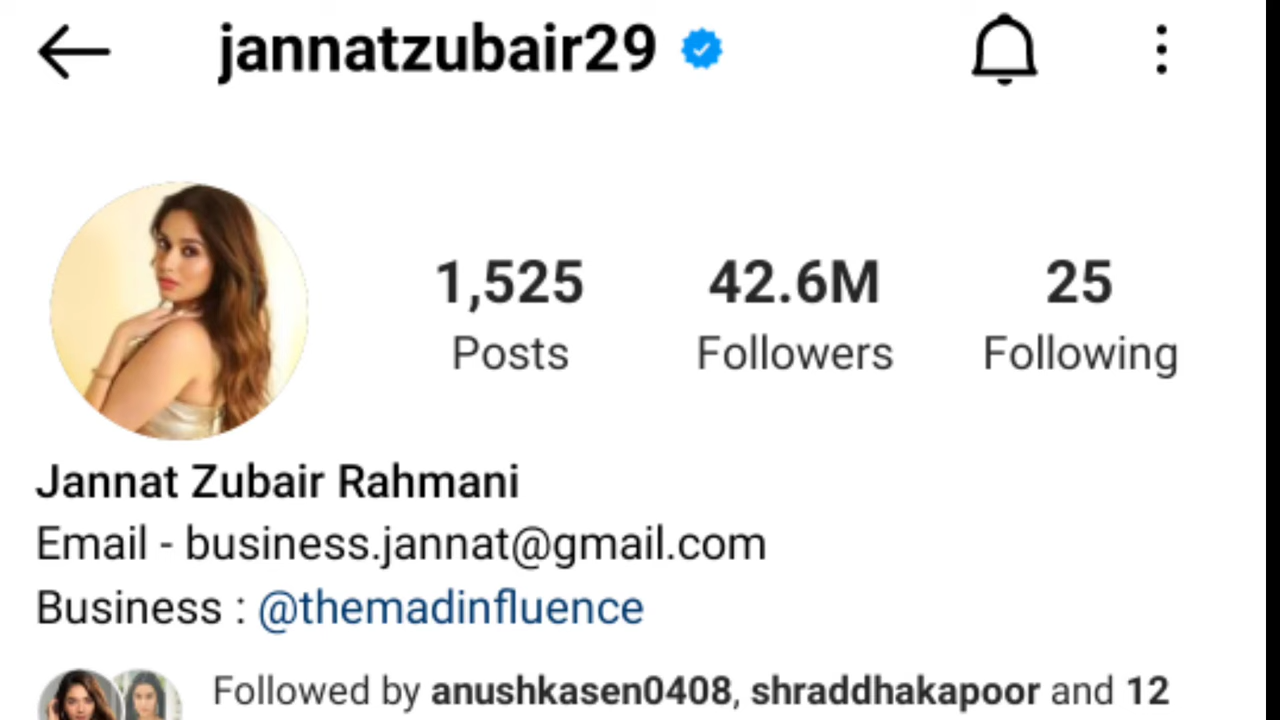 jannatzubair29
1,525 42.6M 25
Posts Followers Following
Jannat Zubair Rahmani
Email - business.jannat@gmail.com
Business : @themadinfluence
Followed by anushkasen0408, shraddhakapoor and 12